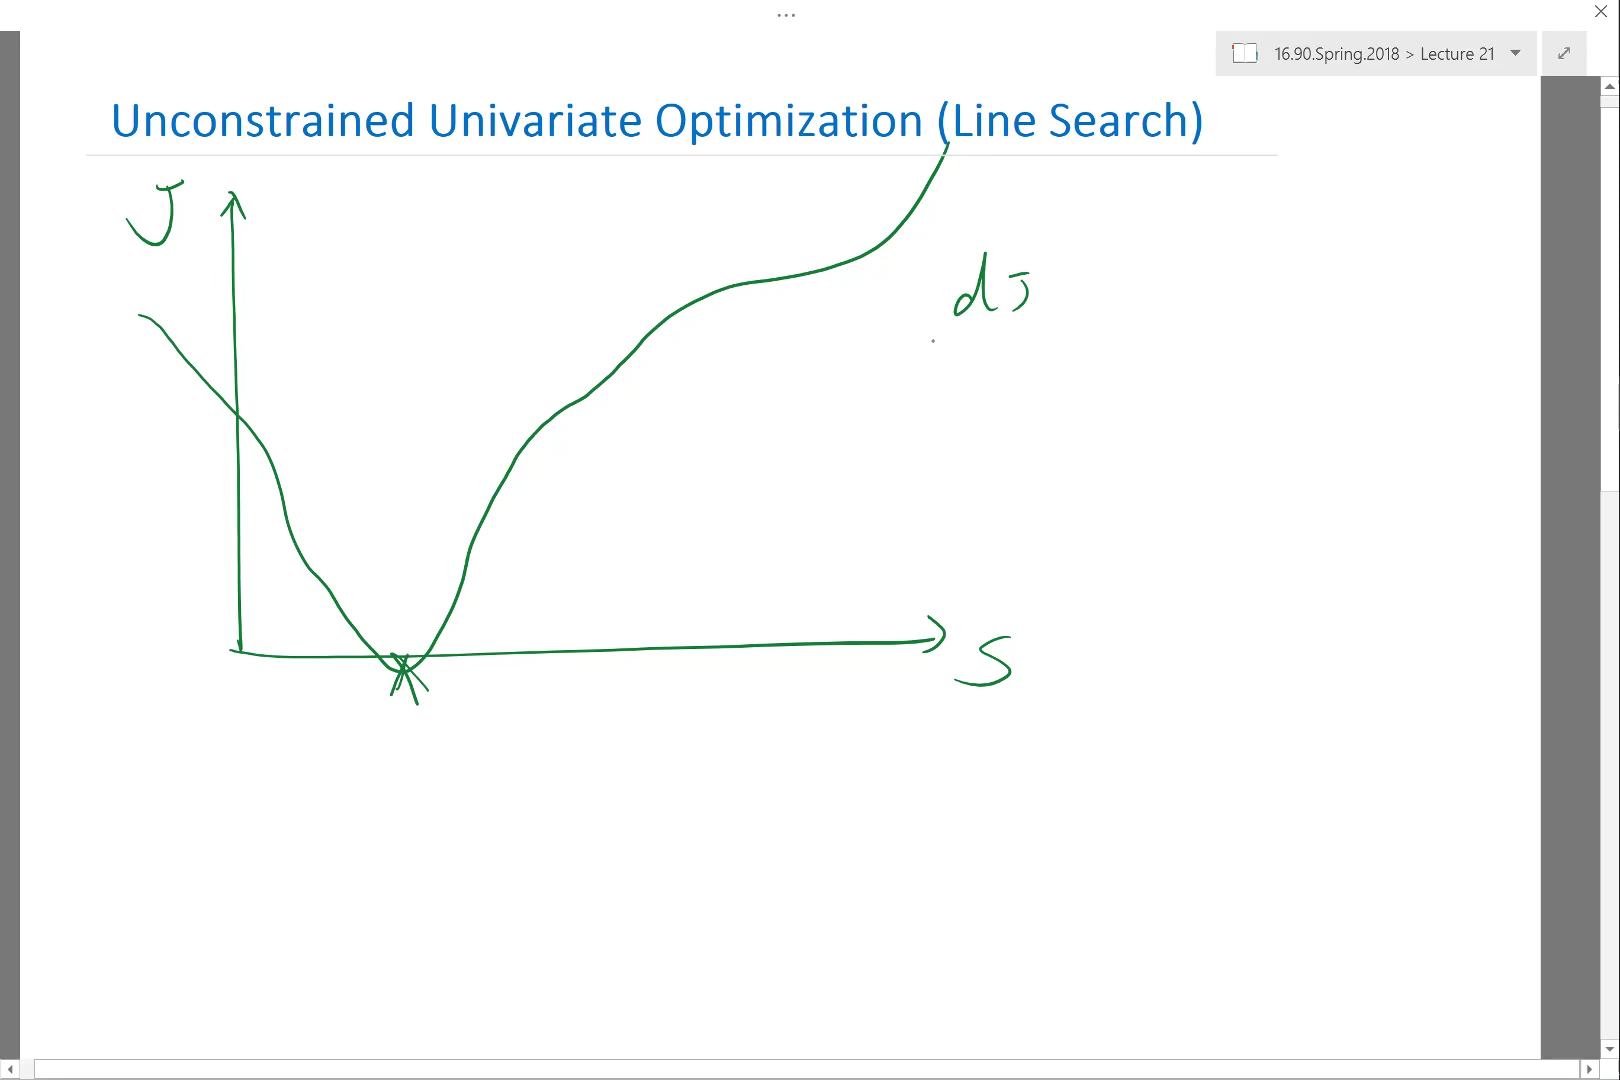 16.90.Spring.2018 > Lecture 21
Unconstrained Univariate Optimization (Line Search)
J
dJ
S